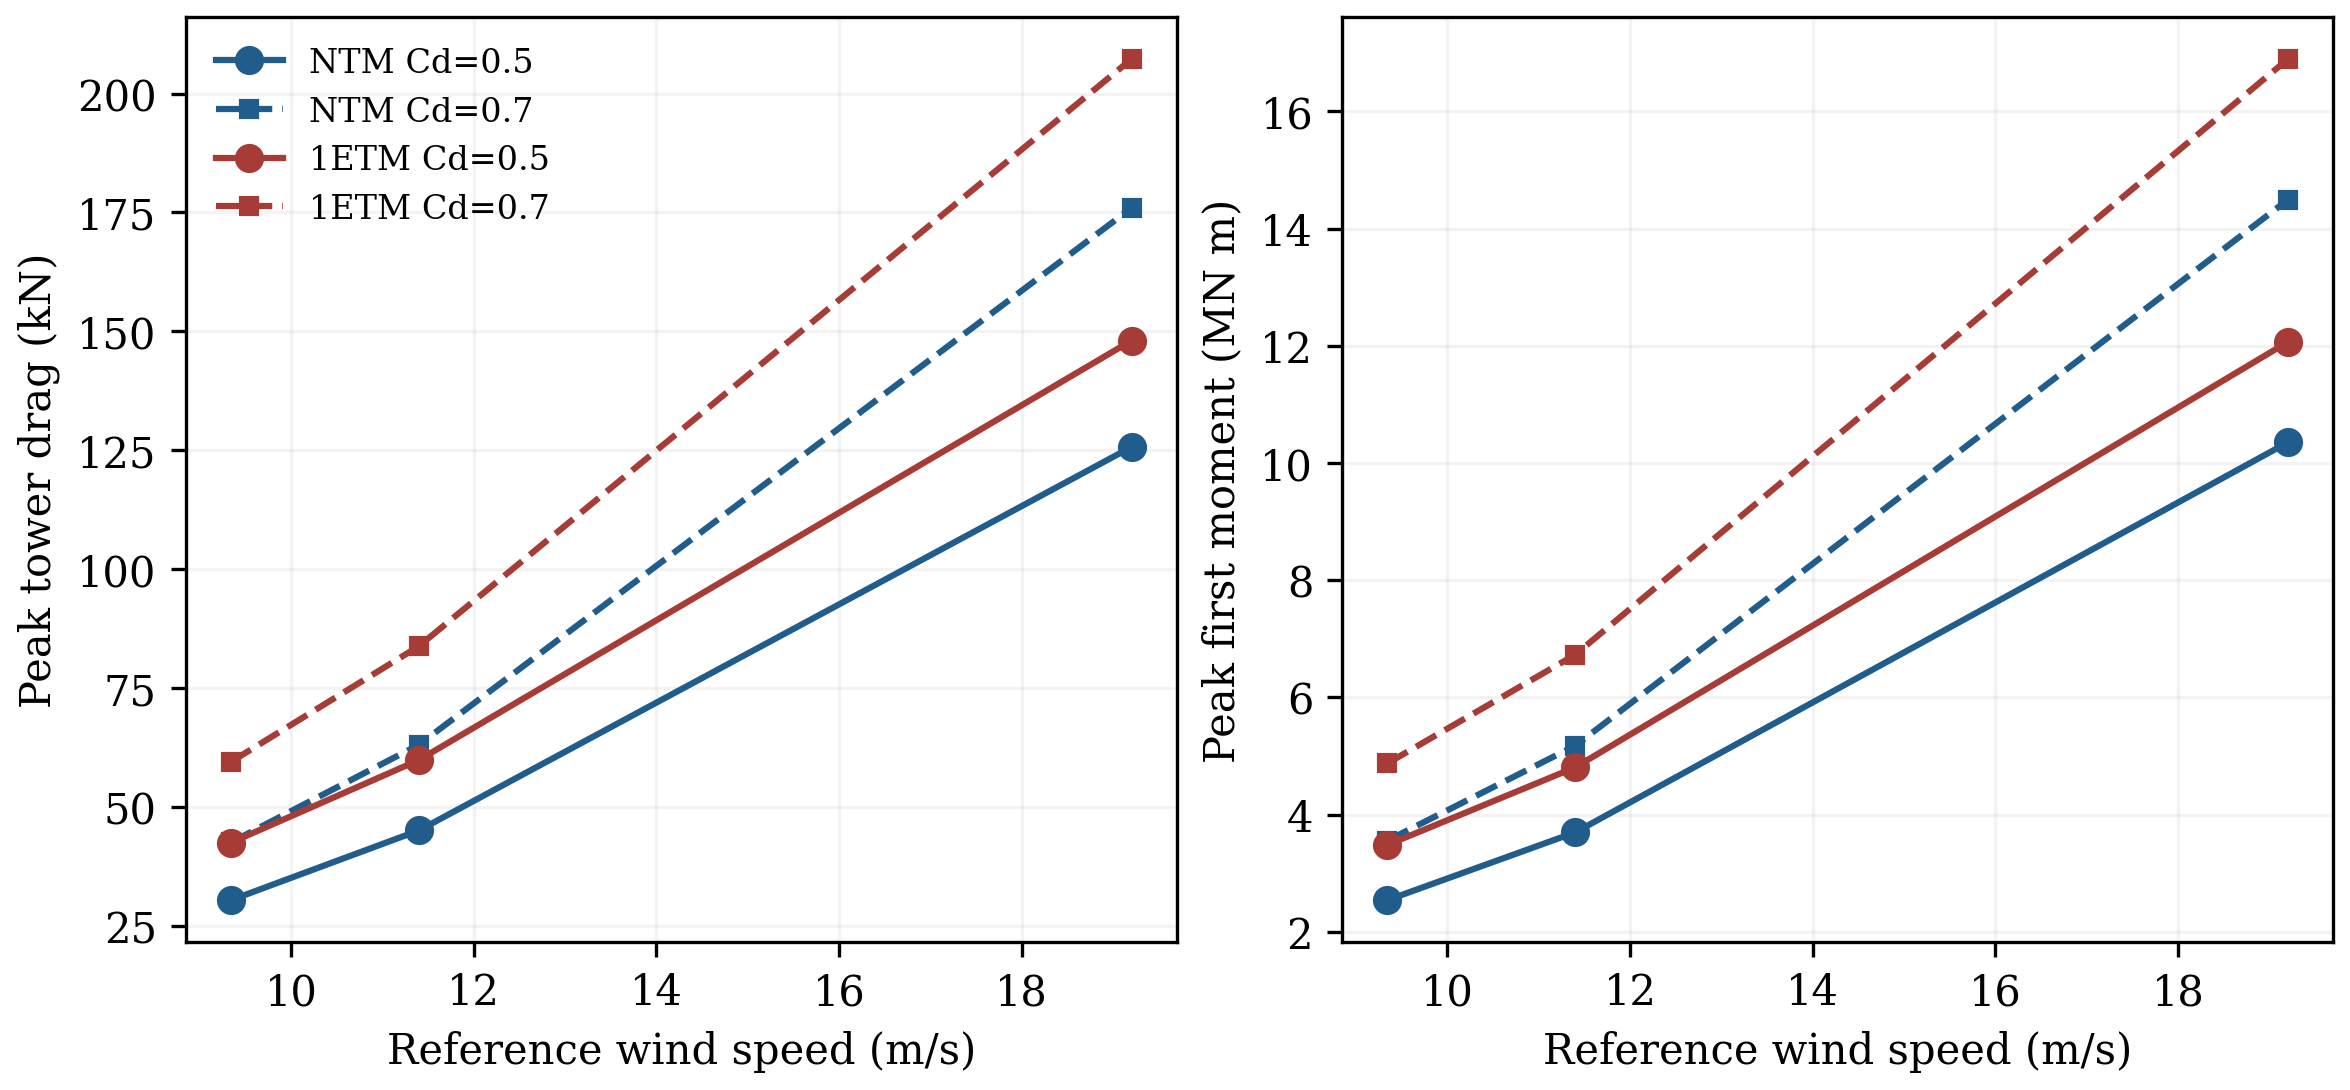 NTM Cd=0.5
NTM Cd=0.7
1ETM Cd=0.5
1ETM Cd=0.7
Peak tower drag (kN)
200
175
150
125
100
75
50
25
10 12 14 16 18
Reference wind speed (m/s)
Peak first moment (MN m)
16
14
12
10
8
6
4
2
10 12 14 16 18
Reference wind speed (m/s)